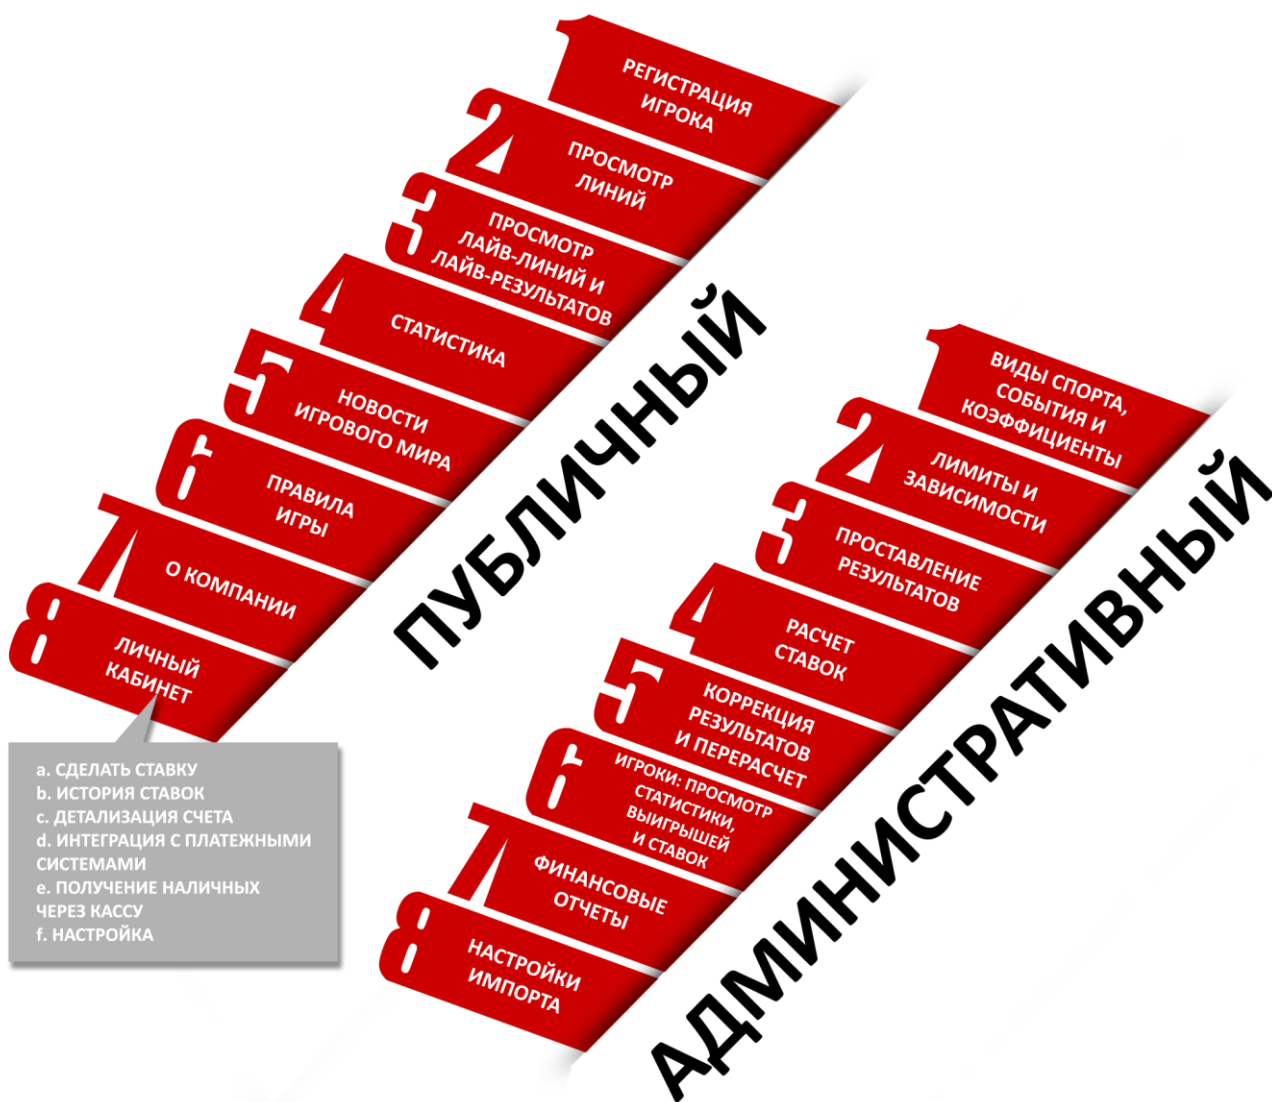 1
РЕГИСТРАЦИЯ
ИГРОКА
2
ПРОСМОТР
ЛИНИЙ
3
ПРОСМОТР
ЛАЙВ-ЛИНИЙ И
ЛАЙВ-РЕЗУЛЬТАТОВ
4
СТАТИСТИКА
5
НОВОСТИ
ИГРОВОГО МИРА
6
ПРАВИЛА
ИГРЫ
7
О КОМПАНИИ
8
ЛИЧНЫЙ
КАБИНЕТ
a. СДЕЛАТЬ СТАВКУ
b. ИСТОРИЯ СТАВОК
c. ДЕТАЛИЗАЦИЯ СЧЕТА
d. ИНТЕГРАЦИЯ С ПЛАТЕЖНЫМИ
СИСТЕМАМИ
e. ПОЛУЧЕНИЕ НАЛИЧНЫХ
ЧЕРЕЗ КАССУ
f. НАСТРОЙКА
ПУБЛИЧНЫЙ
1
ВИДЫ СПОРТА,
СОБЫТИЯ И
КОЭФФИЦИЕНТЫ
2
ЛИМИТЫ И
ЗАВИСИМОСТИ
3
ПРОСТАВЛЕНИЕ
РЕЗУЛЬТАТОВ
4
РАСЧЕТ
СТАВОК
5
КОРРЕКЦИЯ
РЕЗУЛЬТАТОВ
И ПЕРЕРАСЧЕТ
6
ИГРОКИ: ПРОСМОТР
СТАТИСТИКИ,
ВЫИГРЫШЕЙ
И СТАВОК
7
ФИНАНСОВЫЕ
ОТЧЕТЫ
8
НАСТРОЙКИ
ИМПОРТА
АДМИНИСТРАТИВНЫЙ